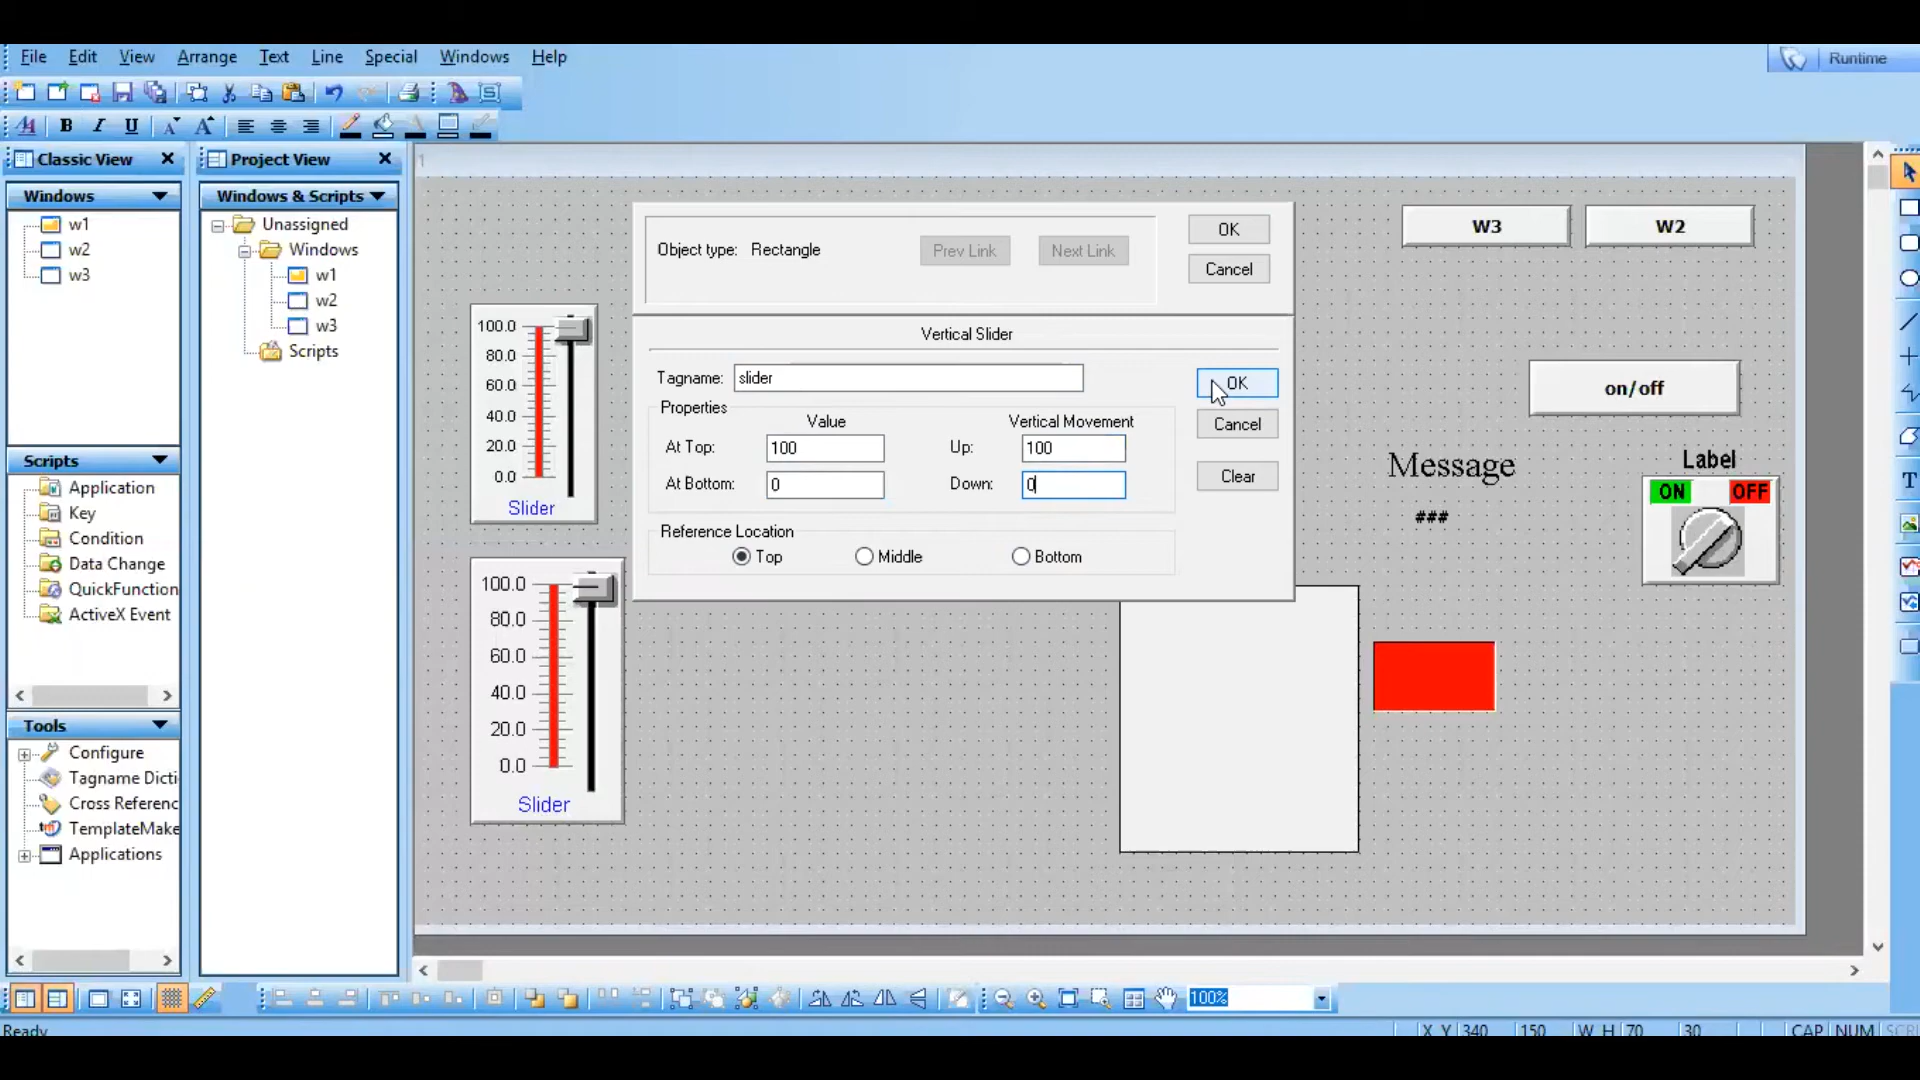 File Edit View Arrange Text Line Special Windows Help
Runtime
B I U
Classic View
Project View
1
Windows
w1
w2
w3
Windows & Scripts
Unassigned
Windows
w1
w2
w3
Scripts
Scripts
Application
Key
Condition
Data Change
QuickFunction
ActiveX Event
Tools
Configure
Tagname Dicti
Cross Referenc
TemplateMake
Applications
Object type: Rectangle
Prev Link
Next Link
OK
Cancel
Vertical Slider
Tagname: slider
OK
Cancel
Clear
Properties
Value
Vertical Movement
At Top: 100
Up: 100
At Bottom: 0
Down: 0
Reference Location
Top
Middle
Bottom
W3
W2
on/off
Message
###
Label
ON
OFF
100.0
80.0
60.0
40.0
20.0
0.0
Slider
100.0
80.0
60.0
40.0
20.0
0.0
Slider
T
100%
Ready
X, Y 340 150 W, H 70 30 CAP NUM SCR